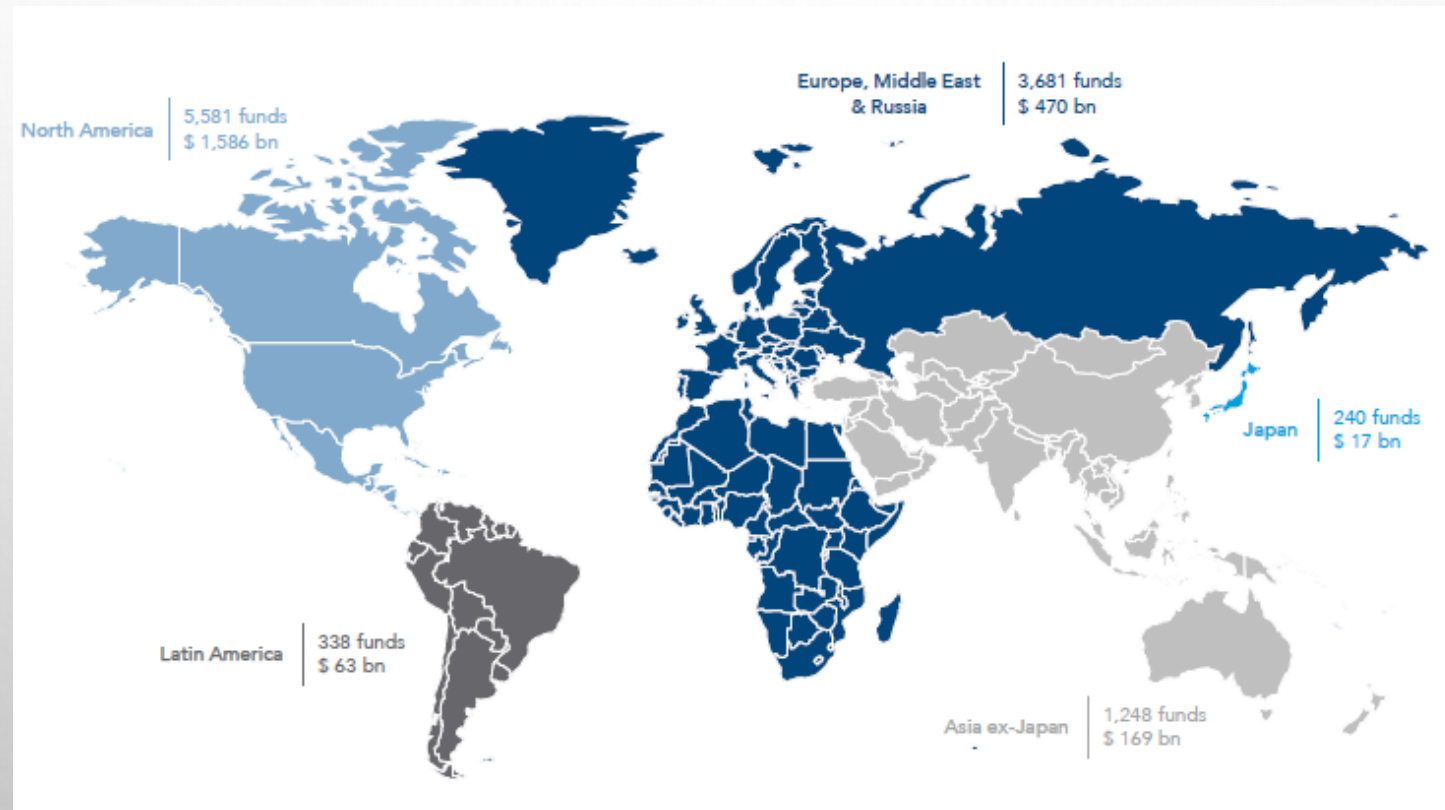 Europe, Middle East
& Russia
3,681 funds
$ 470 bn
North America
5,581 funds
$ 1,586 bn
Japan
240 funds
$ 17 bn
Latin America
338 funds
$ 63 bn
Asia ex-Japan
1,248 funds
$ 169 bn